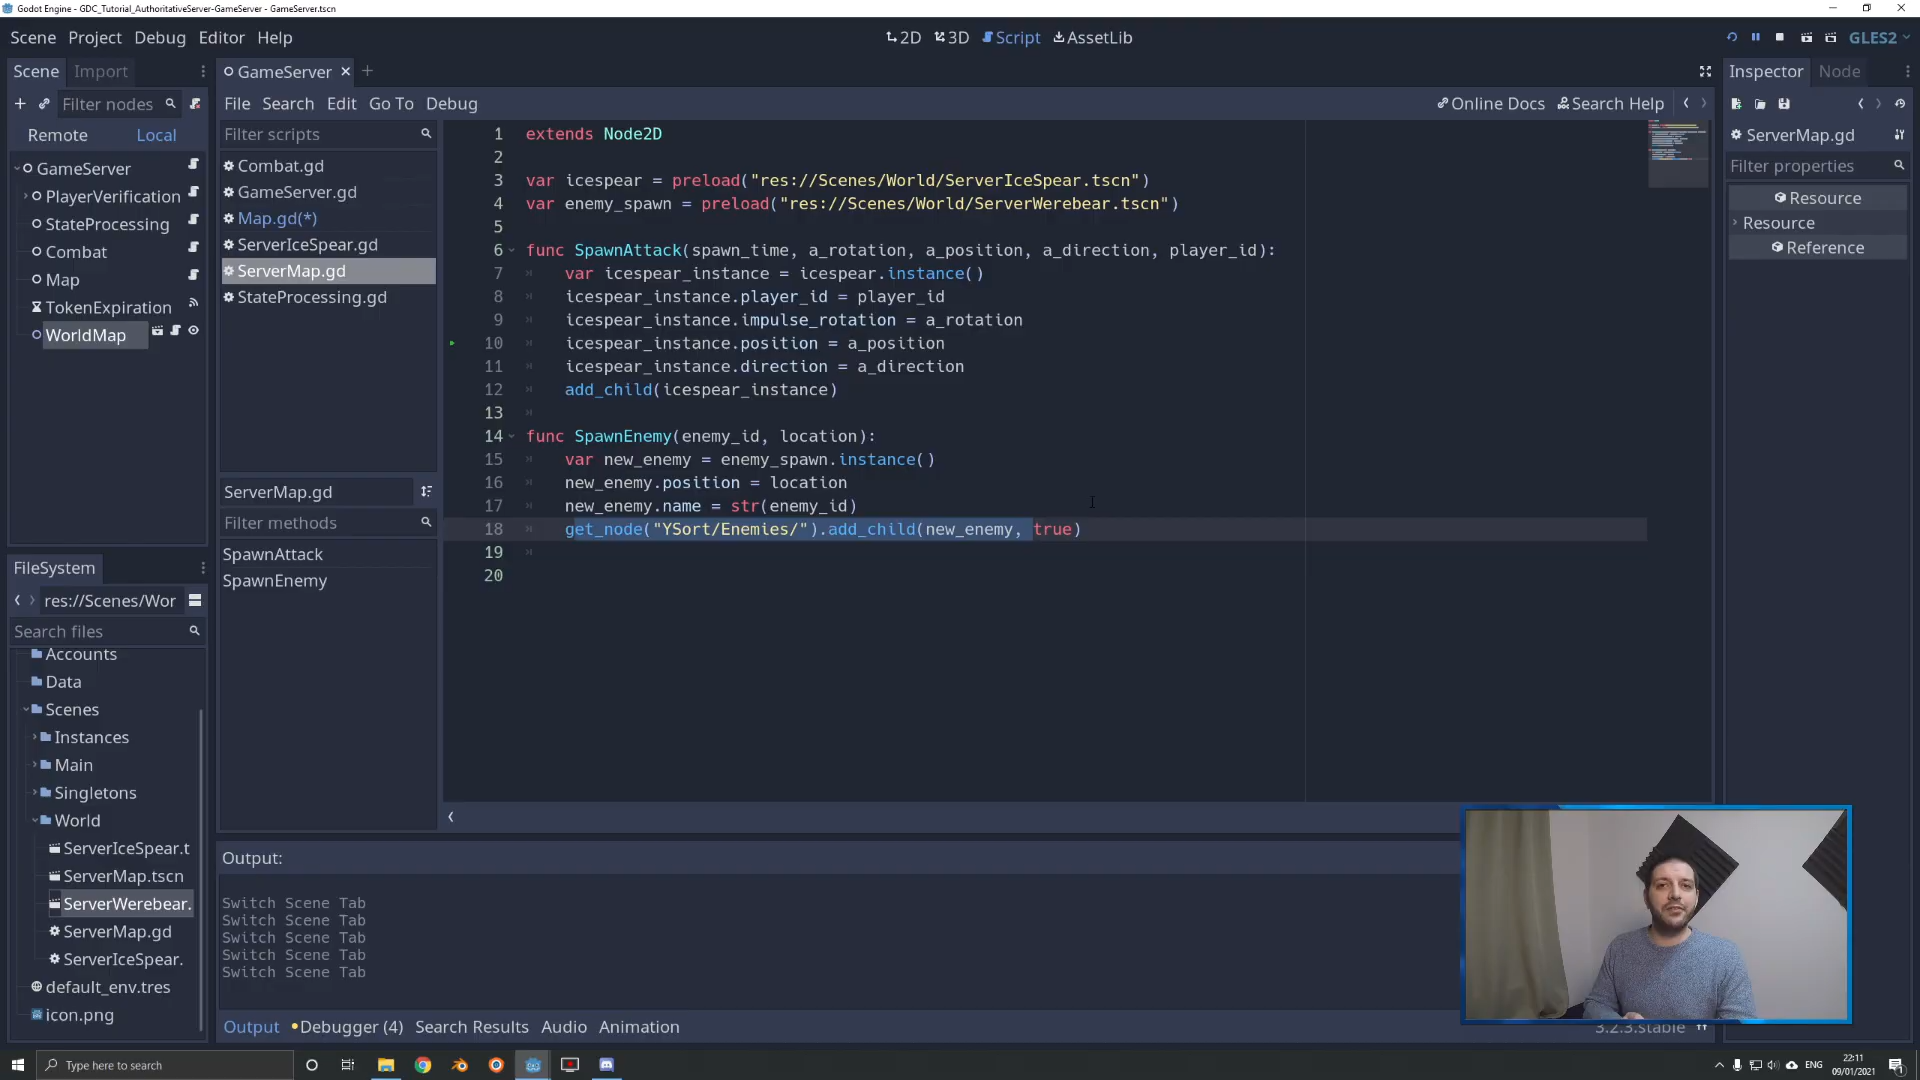 Godot Engine - GDC_Tutorial_AuthoritativeServer-GameServer - GameServer.tscn
Scene Project Debug Editor Help
2D 3D Script AssetLib
GLES2
Scene Import
GameServer
Inspector Node
Filter nodes
File Search Edit Go To Debug
Online Docs Search Help
Remote Local
Filter scripts
ServerMap.gd
Filter properties
Resource
Resource
Reference
GameServer
PlayerVerification
StateProcessing
Combat
Map
TokenExpiration
WorldMap
Combat.gd
GameServer.gd
Map.gd(*)
ServerIceSpear.gd
ServerMap.gd
StateProcessing.gd
1 extends Node2D
2
3 var icespear = preload("res://Scenes/World/ServerIceSpear.tscn")
4 var enemy_spawn = preload("res://Scenes/World/ServerWerebear.tscn")
5
6 func SpawnAttack(spawn_time, a_rotation, a_position, a_direction, player_id):
7 var icespear_instance = icespear.instance()
8 icespear_instance.player_id = player_id
9 icespear_instance.impulse_rotation = a_rotation
10 icespear_instance.position = a_position
11 icespear_instance.direction = a_direction
12 add_child(icespear_instance)
13
14 func SpawnEnemy(enemy_id, location):
15 var new_enemy = enemy_spawn.instance()
16 new_enemy.position = location
17 new_enemy.name = str(enemy_id)
18 get_node("YSort/Enemies/").add_child(new_enemy, true)
19
20
ServerMap.gd
Filter methods
SpawnAttack
SpawnEnemy
FileSystem
res://Scenes/Wor
Search files
Accounts
Data
Scenes
Instances
Main
Singletons
World
ServerIceSpear.t
ServerMap.tscn
ServerWerebear.
ServerMap.gd
ServerIceSpear.
default_env.tres
icon.png
Output:
Switch Scene Tab
Switch Scene Tab
Switch Scene Tab
Switch Scene Tab
Switch Scene Tab
Output Debugger (4) Search Results Audio Animation
3.2.3.stable
Type here to search
ENG
22:11
09/01/2021